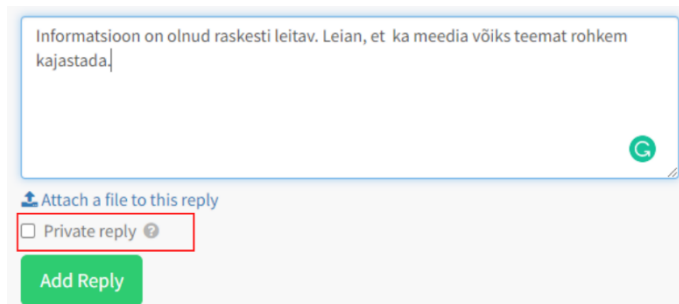 Informatsioon on olnud raskesti leitav. Leian, et  ka meedia võiks teemat rohkem
kajastada.
Attach a file to this reply
Private reply
Add Reply